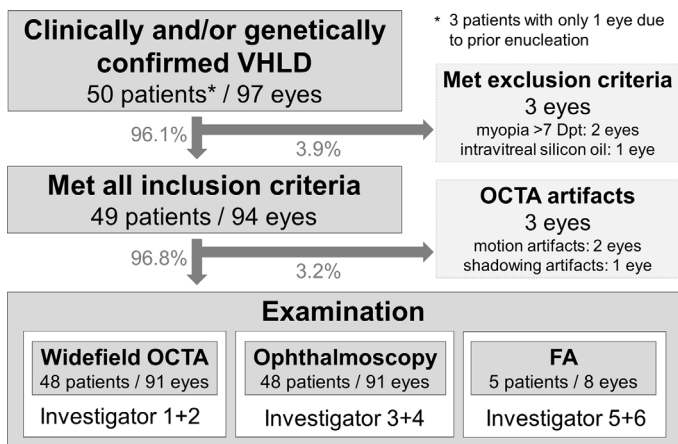 Clinically and/or genetically
confirmed VHLD
50 patients* / 97 eyes
* 3 patients with only 1 eye due
to prior enucleation
Met exclusion criteria
3 eyes
myopia >7 Dpt: 2 eyes
intravitreal silicon oil: 1 eye
96.1%
3.9%
Met all inclusion criteria
49 patients / 94 eyes
OCTA artifacts
3 eyes
motion artifacts: 2 eyes
shadowing artifacts: 1 eye
96.8%
3.2%
Examination
Widefield OCTA
48 patients / 91 eyes
Investigator 1+2
Ophthalmoscopy
48 patients / 91 eyes
Investigator 3+4
FA
5 patients / 8 eyes
Investigator 5+6